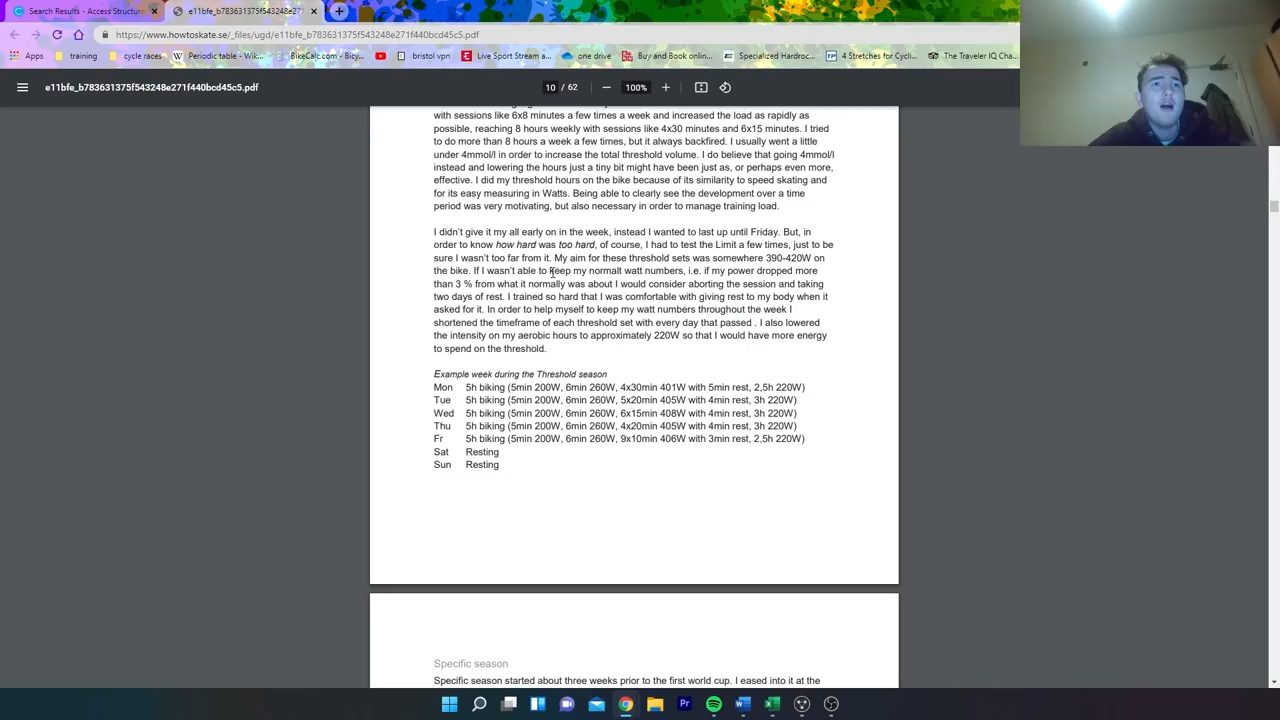 Search Results - Access Structure
e11bfe_b783631375f543248e271
https://www.howtoskate.se/_files/ugd/e11bfe_b783631375f543248e271f440bd45c5.pdf
Apps
training
cycle races
Periodic table - Wik...
BikeCalc.com - Bicy...
bristol vpn
Live Sport Stream a...
one drive
Buy and Book onlin...
Specialized Hardroc...
4 Stretches for Cycli...
The Traveler IQ Cha
e11bfe_b783631375f543248e271f440bcd45c5.pdf
10 / 62
100%
with sessions like 6x8 minutes a few times a week and increased the load as rapidly as
possible, reaching 8 hours weekly with sessions like 4x30 minutes and 6x15 minutes. I tried
to do more than 8 hours a week a few times, but it always backfired. I usually went a little
under 4mmol/l in order to increase the total threshold volume. I do believe that going 4mmol/l
instead and lowering the hours just a tiny bit might have been just as, or perhaps even more,
effective. I did my threshold hours on the bike because of its similarity to speed skating and
for its easy measuring in Watts. Being able to clearly see the development over a time
period was very motivating, but also necessary in order to manage training load.
I didn't give it my all early on in the week, instead I wanted to last up until Friday. But, in
order to know how hard was too hard, of course, I had to test the Limit a few times, just to be
sure I wasn't too far from it. My aim for these threshold sets was somewhere 390-420W on
the bike. If I wasn't able to keep my normalt watt numbers, i.e. if my power dropped more
than 3 % from what it normally was about I would consider aborting the session and taking
two days of rest. I trained so hard that I was comfortable with giving rest to my body when it
asked for it. In order to help myself to keep my watt numbers throughout the week I
shortened the timeframe of each threshold set with every day that passed . I also lowered
the intensity on my aerobic hours to approximately 220W so that I would have more energy
to spend on the threshold.
Example week during the Threshold season
Mon 5h biking (5min 200W, 6min 260W, 4x30min 401W with 5min rest, 2,5h 220W)
Tue 5h biking (5min 200W, 6min 260W, 5x20min 405W with 4min rest, 3h 220W)
Wed 5h biking (5min 200W, 6min 260W, 6x15min 408W with 4min rest, 3h 220W)
Thu 5h biking (5min 200W, 6min 260W, 4x20min 405W with 4min rest, 3h 220W)
Fr 5h biking (5min 200W, 6min 260W, 9x10min 406W with 3min rest, 2,5h 220W)
Sat Resting
Sun Resting
Specific season
Specific season started about three weeks prior to the first world cup. I eased into it at the